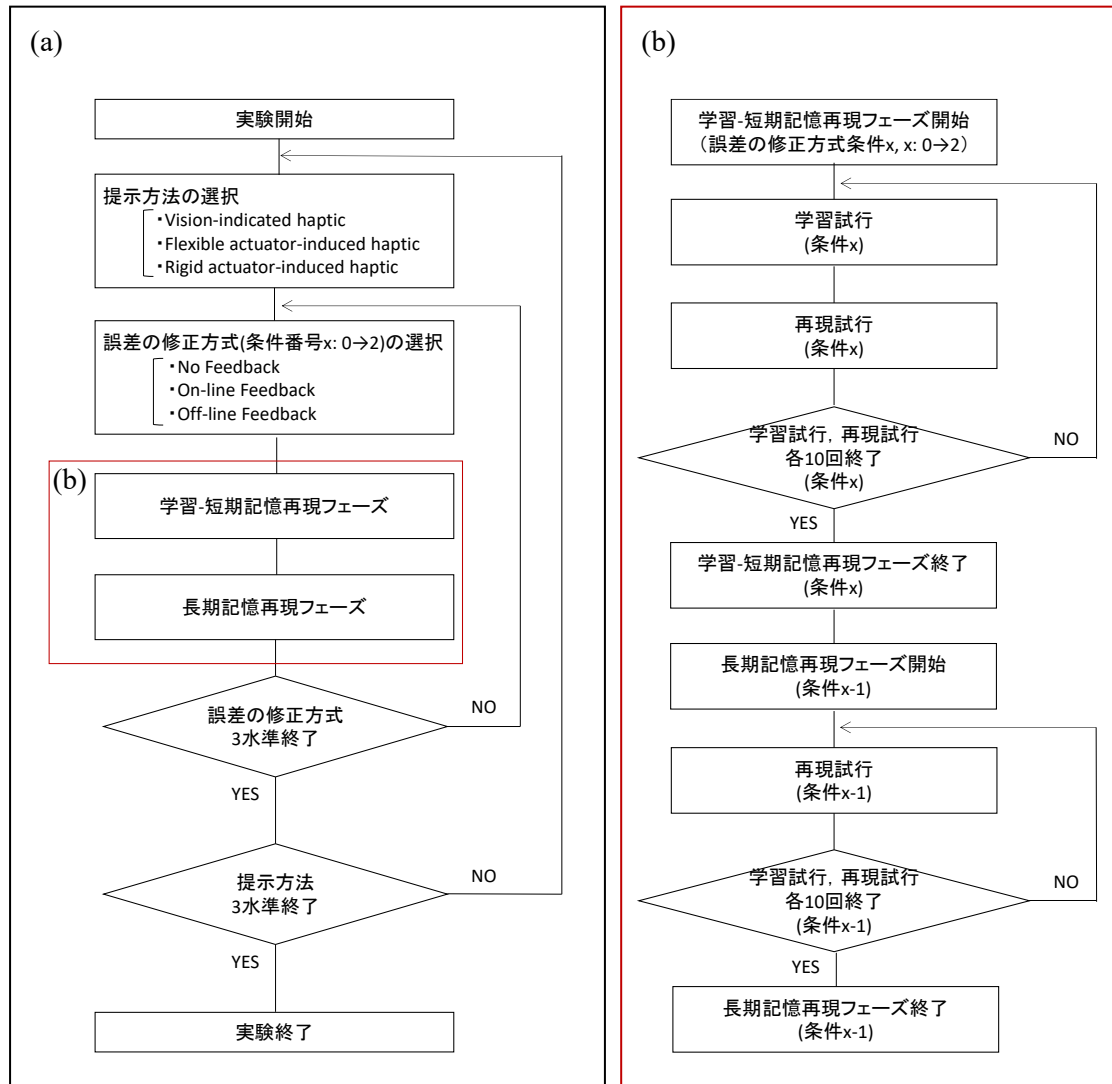 (a)
実験開始
提示方法の選択
・Vision-indicated haptic
・Flexible actuator-induced haptic
・Rigid actuator-induced haptic
誤差の修正方式(条件番号x: 0→2)の選択
・No Feedback
・On-line Feedback
・Off-line Feedback
(b)
学習-短期記憶再現フェーズ
長期記憶再現フェーズ
誤差の修正方式
3水準終了
NO
YES
提示方法
3水準終了
NO
YES
実験終了
(b)
学習-短期記憶再現フェーズ開始
（誤差の修正方式条件x, x: 0→2）
学習試行
(条件x)
再現試行
(条件x)
学習試行，再現試行
各10回終了
(条件x)
NO
YES
学習-短期記憶再現フェーズ終了
(条件x)
長期記憶再現フェーズ開始
(条件x-1)
再現試行
(条件x-1)
学習試行，再現試行
各10回終了
(条件x-1)
NO
YES
長期記憶再現フェーズ終了
(条件x-1)